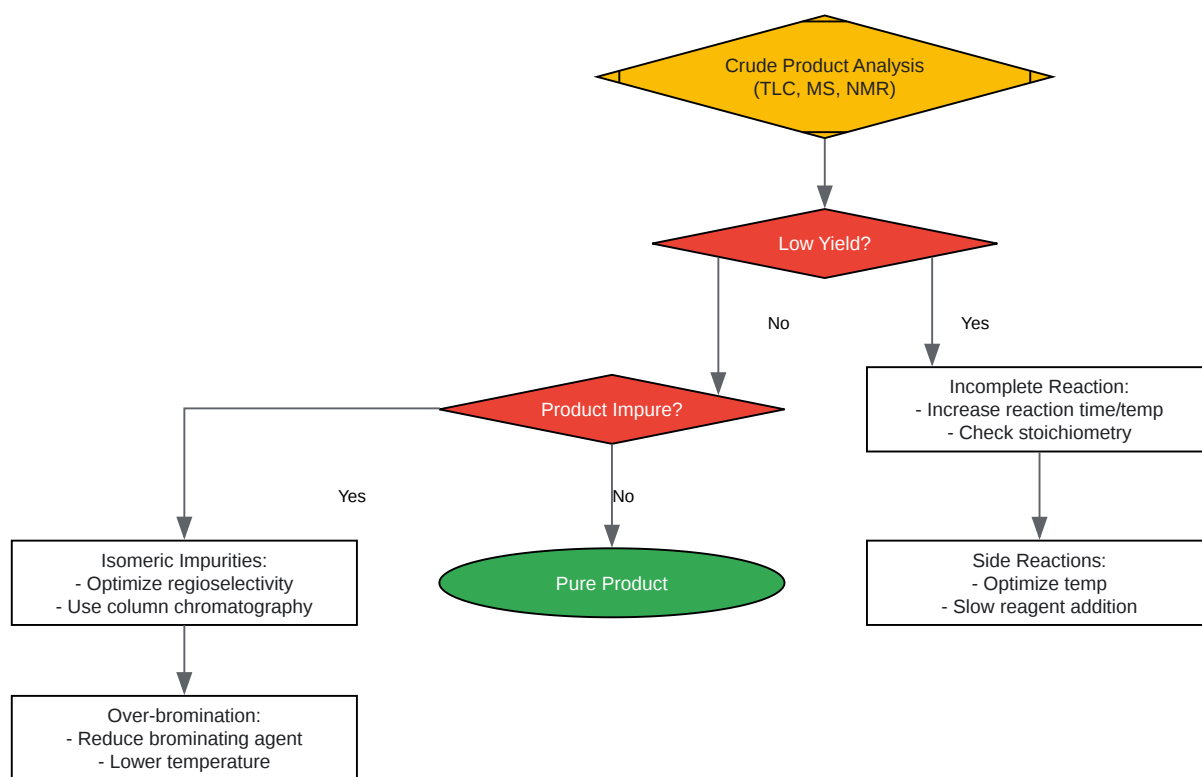 Crude Product Analysis
(TLC, MS, NMR)
Low Yield?
No
Yes
Incomplete Reaction:
- Increase reaction time/temp
- Check stoichiometry
Product Impure?
Yes
No
Isomeric Impurities:
- Optimize regioselectivity
- Use column chromatography
Pure Product
Side Reactions:
- Optimize temp
- Slow reagent addition
Over-bromination:
- Reduce brominating agent
- Lower temperature